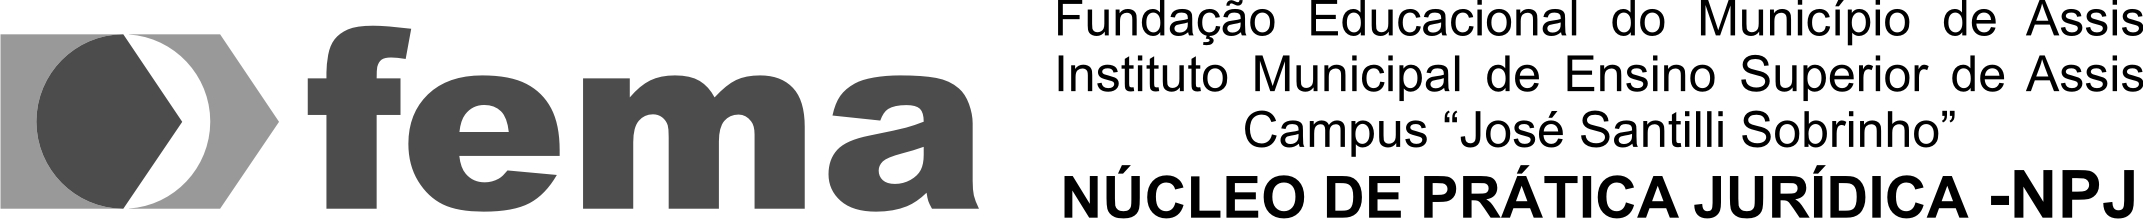 fema
Fundação Educacional do Município de Assis
Instituto Municipal de Ensino Superior de Assis
Campus “José Santilli Sobrinho”
NÚCLEO DE PRÁTICA JURÍDICA -NPJ